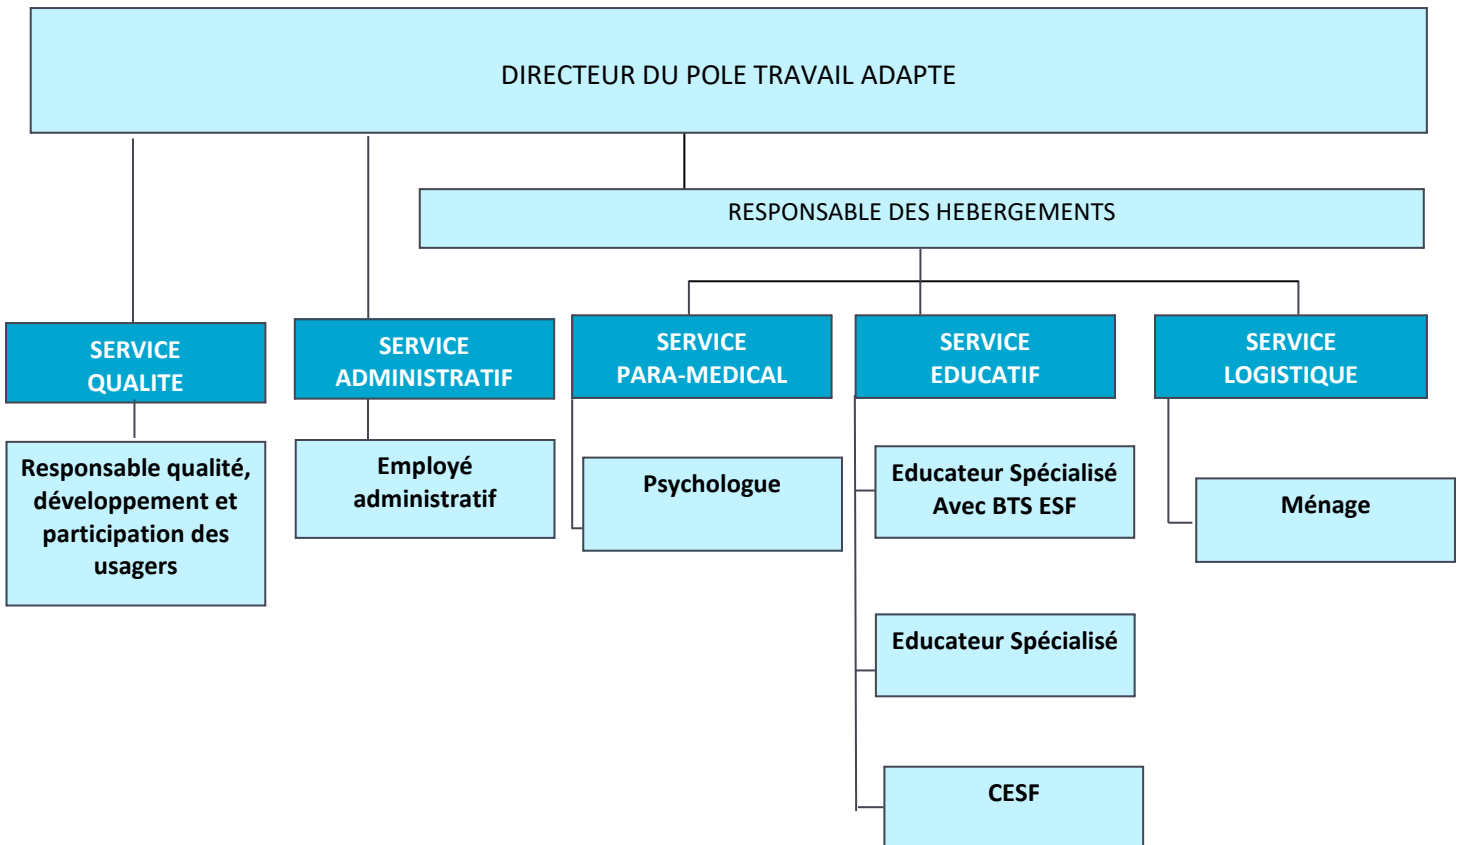 DIRECTEUR DU POLE TRAVAIL ADAPTE
RESPONSABLE DES HEBERGEMENTS
SERVICE
QUALITE
SERVICE
ADMINISTRATIF
SERVICE
PARA-MEDICAL
SERVICE
EDUCATIF
SERVICE
LOGISTIQUE
Responsable qualité,
développement et
participation des
usagers
Employé
administratif
Psychologue
Educateur Spécialisé
Avec BTS ESF
Ménage
Educateur Spécialisé
CESF